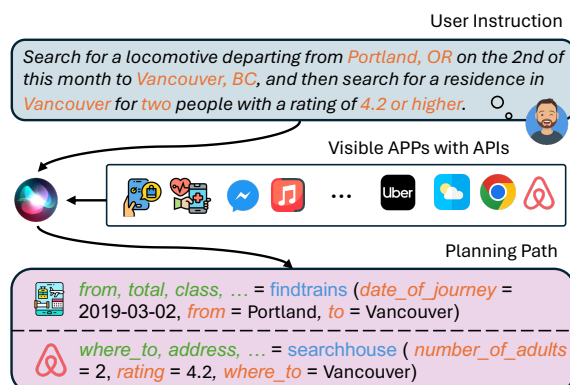 User Instruction
Search for a locomotive departing from Portland, OR on the 2nd of
this month to Vancouver, BC, and then search for a residence in
Vancouver for two people with a rating of 4.2 or higher.
Visible APPs with APIs
...
Uber
Planning Path
from, total, class, … = findtrains (date_of_journey =
2019-03-02, from = Portland, to = Vancouver)
where_to, address, … = searchhouse ( number_of_adults
= 2, rating = 4.2, where_to = Vancouver)